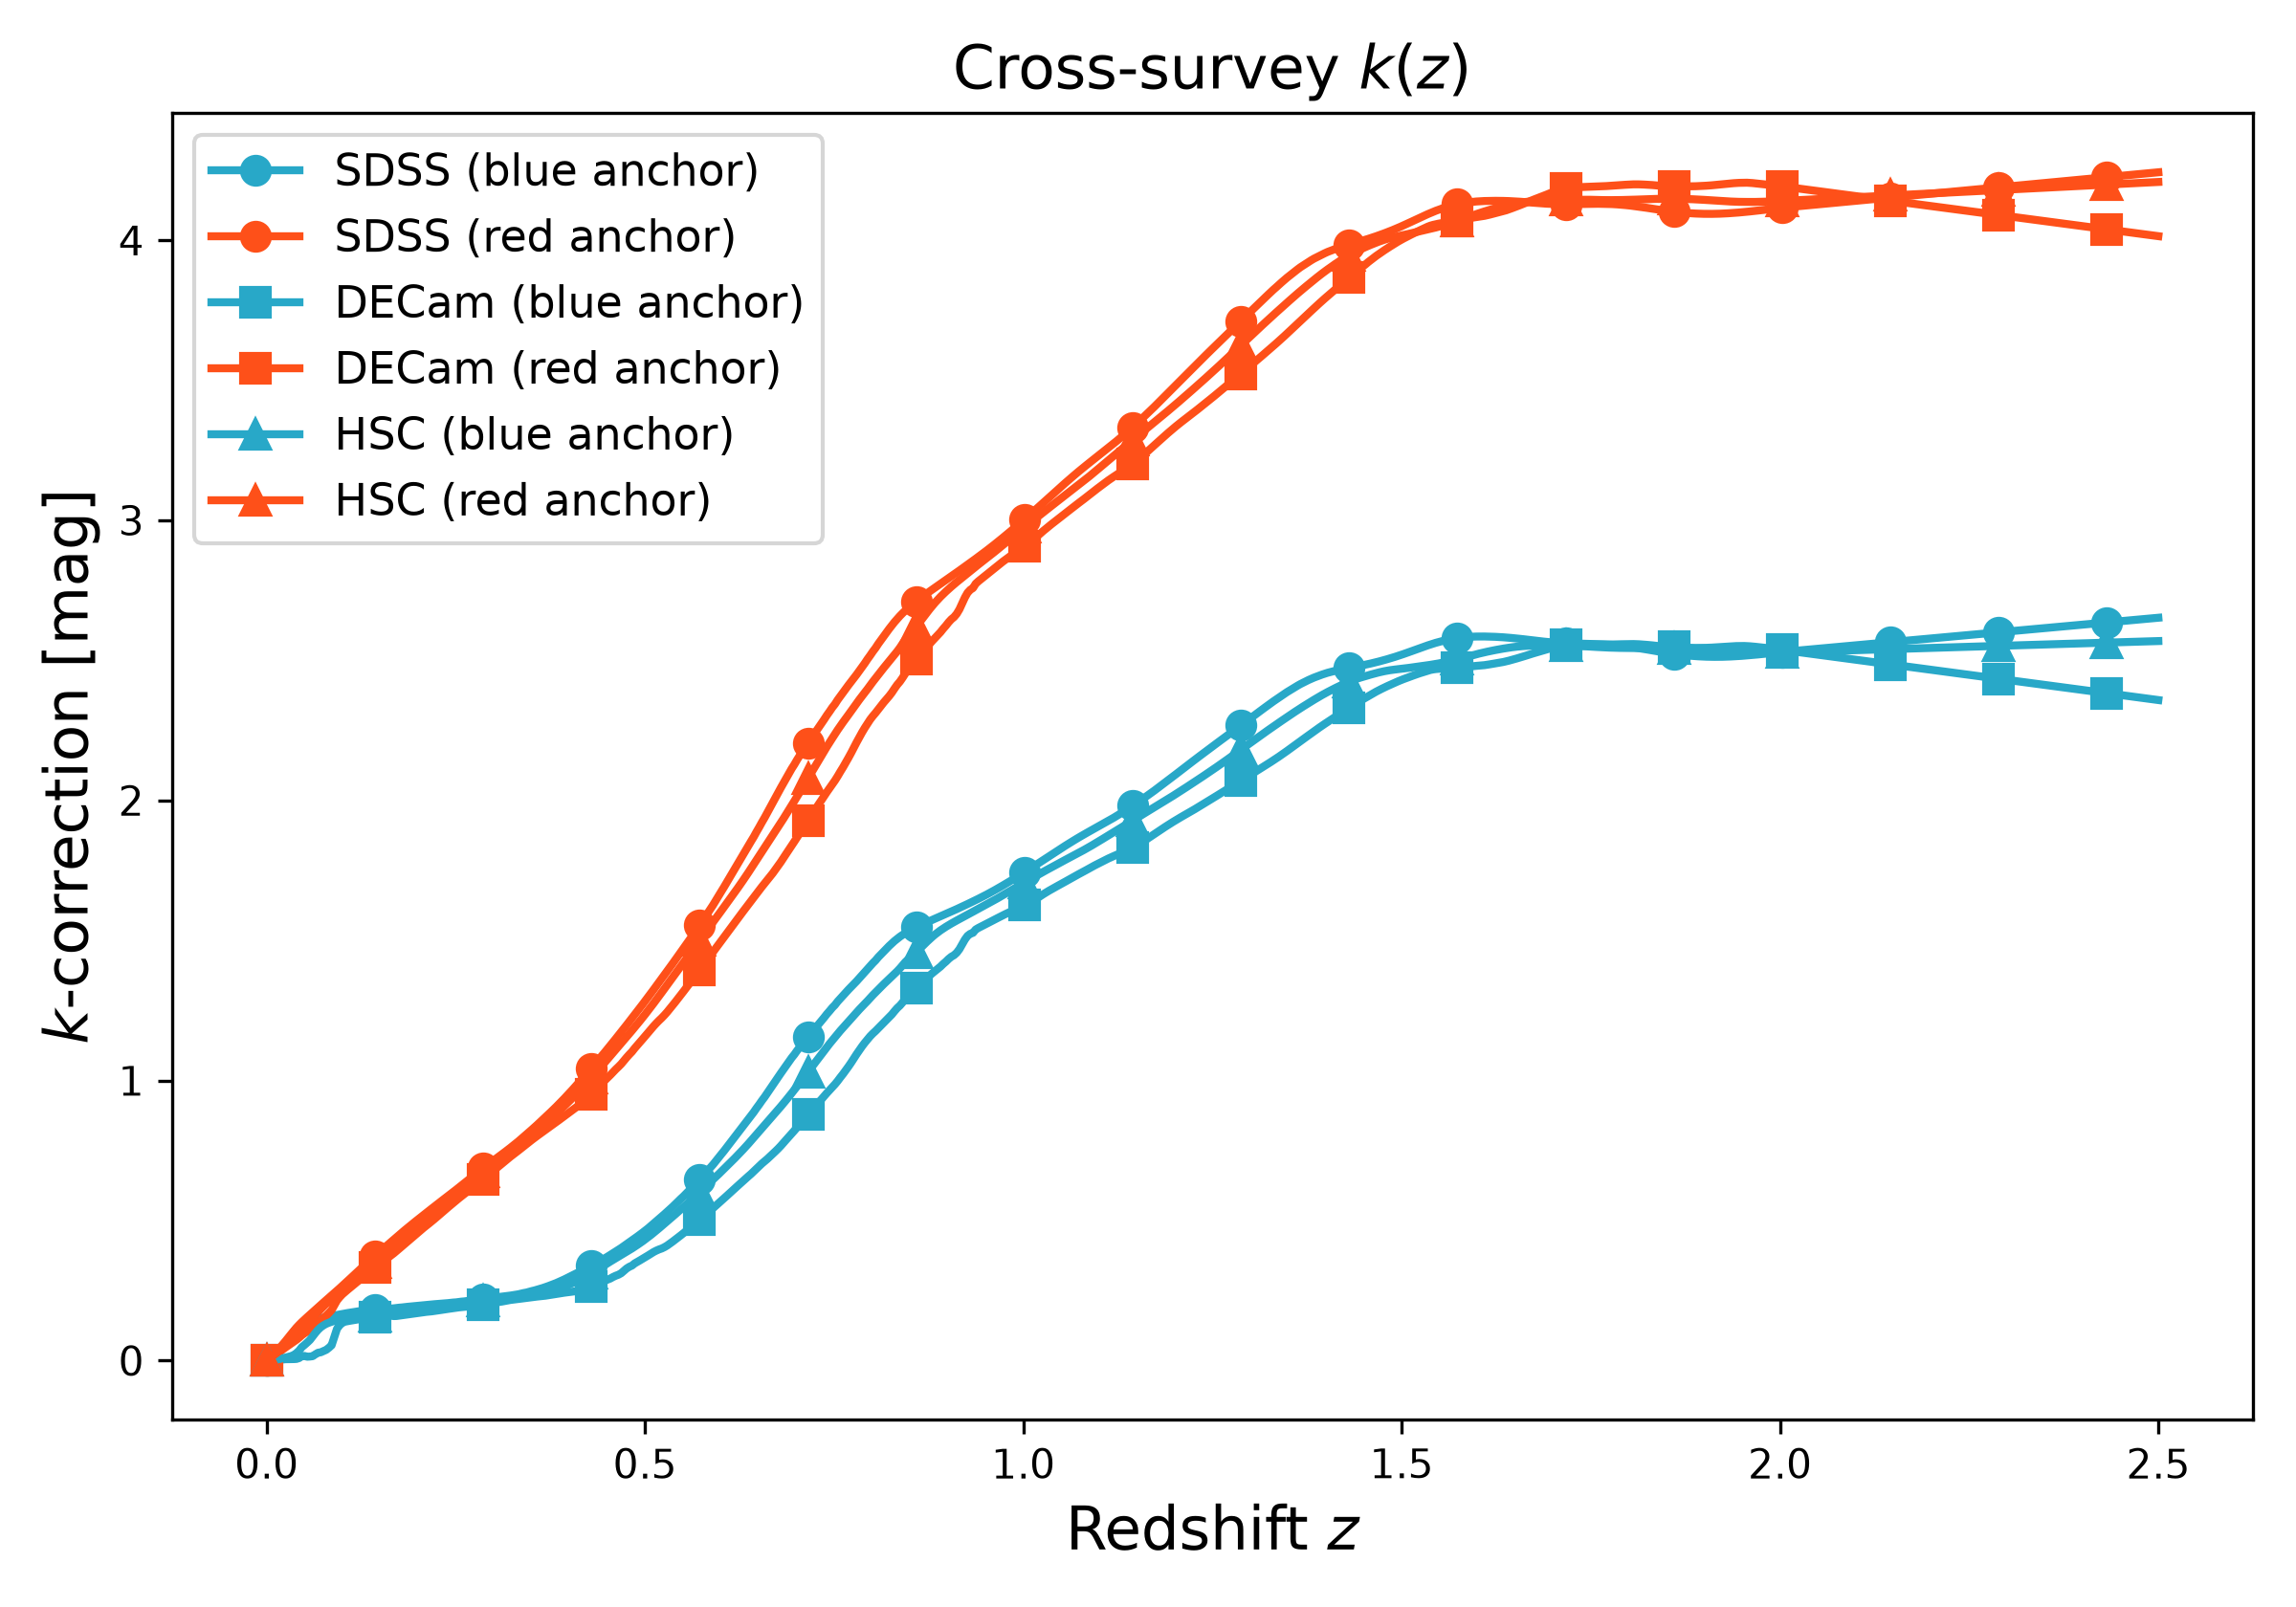 Cross-survey k(z)
SDSS (blue anchor)
SDSS (red anchor)
DECam (blue anchor)
DECam (red anchor)
HSC (blue anchor)
HSC (red anchor)
k-correction [mag]
4
3
2
1
0
0.0 0.5 1.0 1.5 2.0 2.5
Redshift z